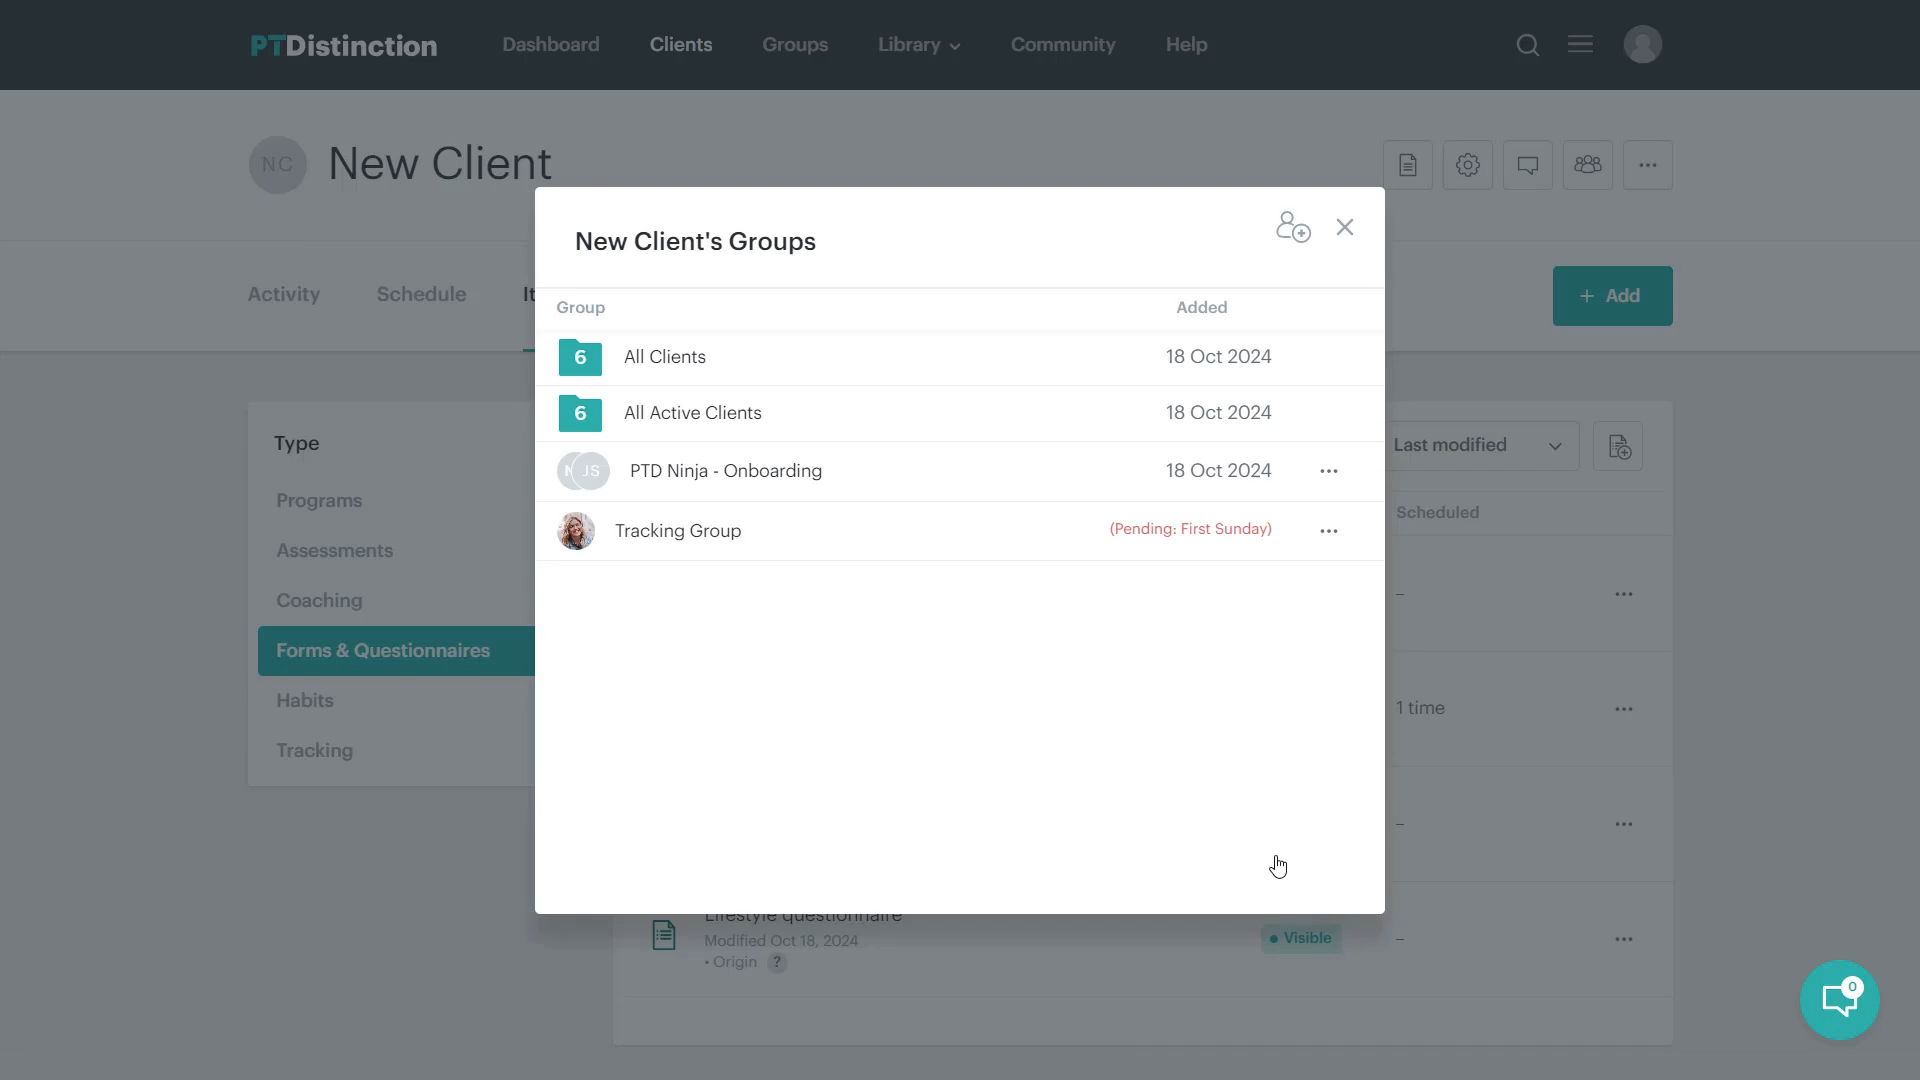 PTDistinction
Dashboard
Clients
Groups
Library
Community
Help
NC
New Client
Activity
Schedule
It
+ Add
New Client's Groups
Group
Added
6
All Clients
18 Oct 2024
6
All Active Clients
18 Oct 2024
JS
PTD Ninja - Onboarding
18 Oct 2024
Tracking Group
(Pending: First Sunday)
Type
Programs
Assessments
Coaching
Forms & Questionnaires
Habits
Tracking
Last modified
Scheduled
–
1 time
–
Lifestyle questionnaire
Modified Oct 18, 2024
• Origin ?
Visible
–
0